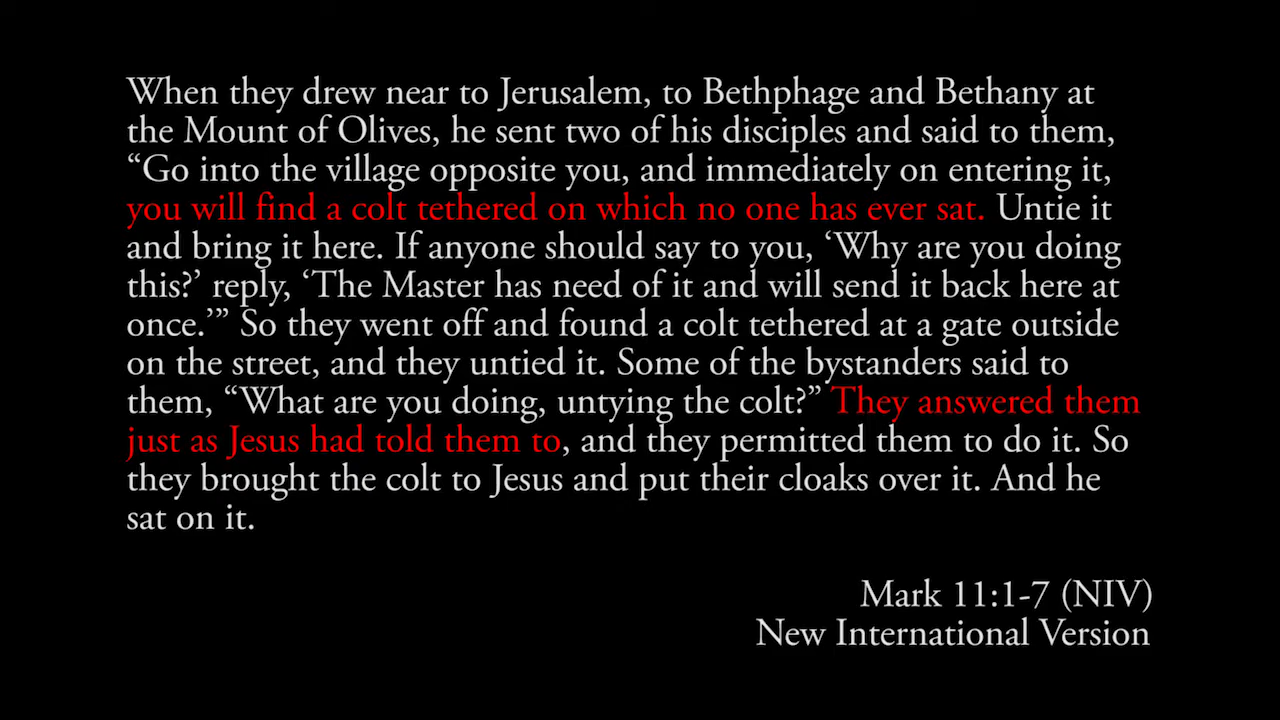 When they drew near to Jerusalem, to Bethphage and Bethany at
the Mount of Olives, he sent two of his disciples and said to them,
“Go into the village opposite you, and immediately on entering it,
you will find a colt tethered on which no one has ever sat. Untie it
and bring it here. If anyone should say to you, ‘Why are you doing
this?’ reply, ‘The Master has need of it and will send it back here at
once.’” So they went off and found a colt tethered at a gate outside
on the street, and they untied it. Some of the bystanders said to
them, “What are you doing, untying the colt?” They answered them
just as Jesus had told them to, and they permitted them to do it. So
they brought the colt to Jesus and put their cloaks over it. And he
sat on it.
Mark 11:1-7 (NIV)
New International Version